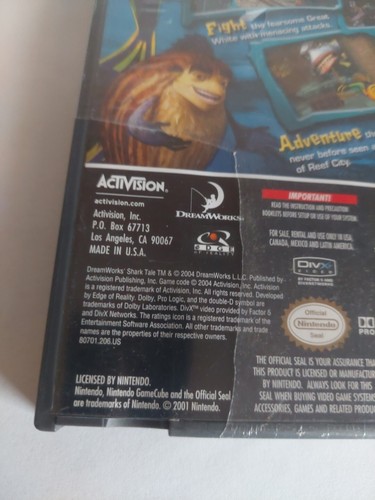 Fight the fearsome Great
White with menacing attacks.
Adventure
never before seen
of Reef City.
ACTIVISION.
activision.com
Activision, Inc.
P.O. Box 67713
Los Angeles, CA 90067
MADE IN U.S.A.
DREAMWORKS
EDGE
OF REALITY
IMPORTANT!
READ THE INSTRUCTION AND PRECAUTION
BOOKLETS BEFORE SETUP OR USE OF YOUR SYSTEM.
FOR SALE, RENTAL AND USE ONLY IN USA,
CANADA, MEXICO AND LATIN AMERICA.
DivX
VIDEO
Official
Nintendo
Seal
DreamWorks' Shark Tale TM & © 2004 DreamWorks L.L.C. Published by
Activision Publishing, Inc. Game code © 2004 Activision, Inc. Activision
is a registered trademark of Activision, Inc. All rights reserved. Developed
by Edge of Reality. Dolby, Pro Logic, and the double-D symbol are
trademarks of Dolby Laboratories. DivX™ video provided by Factor 5
and DivX Networks. The ratings icon is a registered trademark of the
Entertainment Software Association. All other trademarks and trade
names are the properties of their respective owners.
80701.206.US
LICENSED BY NINTENDO.
Nintendo, Nintendo GameCube and the Official Seal
are trademarks of Nintendo. © 2001 Nintendo.
THE OFFICIAL SEAL IS YOUR ASSURANCE
THIS PRODUCT IS LICENSED OR
BY NINTENDO. ALWAYS LOOK FOR THIS
SEAL WHEN BUYING VIDEO GAME
ACCESSORIES, GAMES AND RELATED